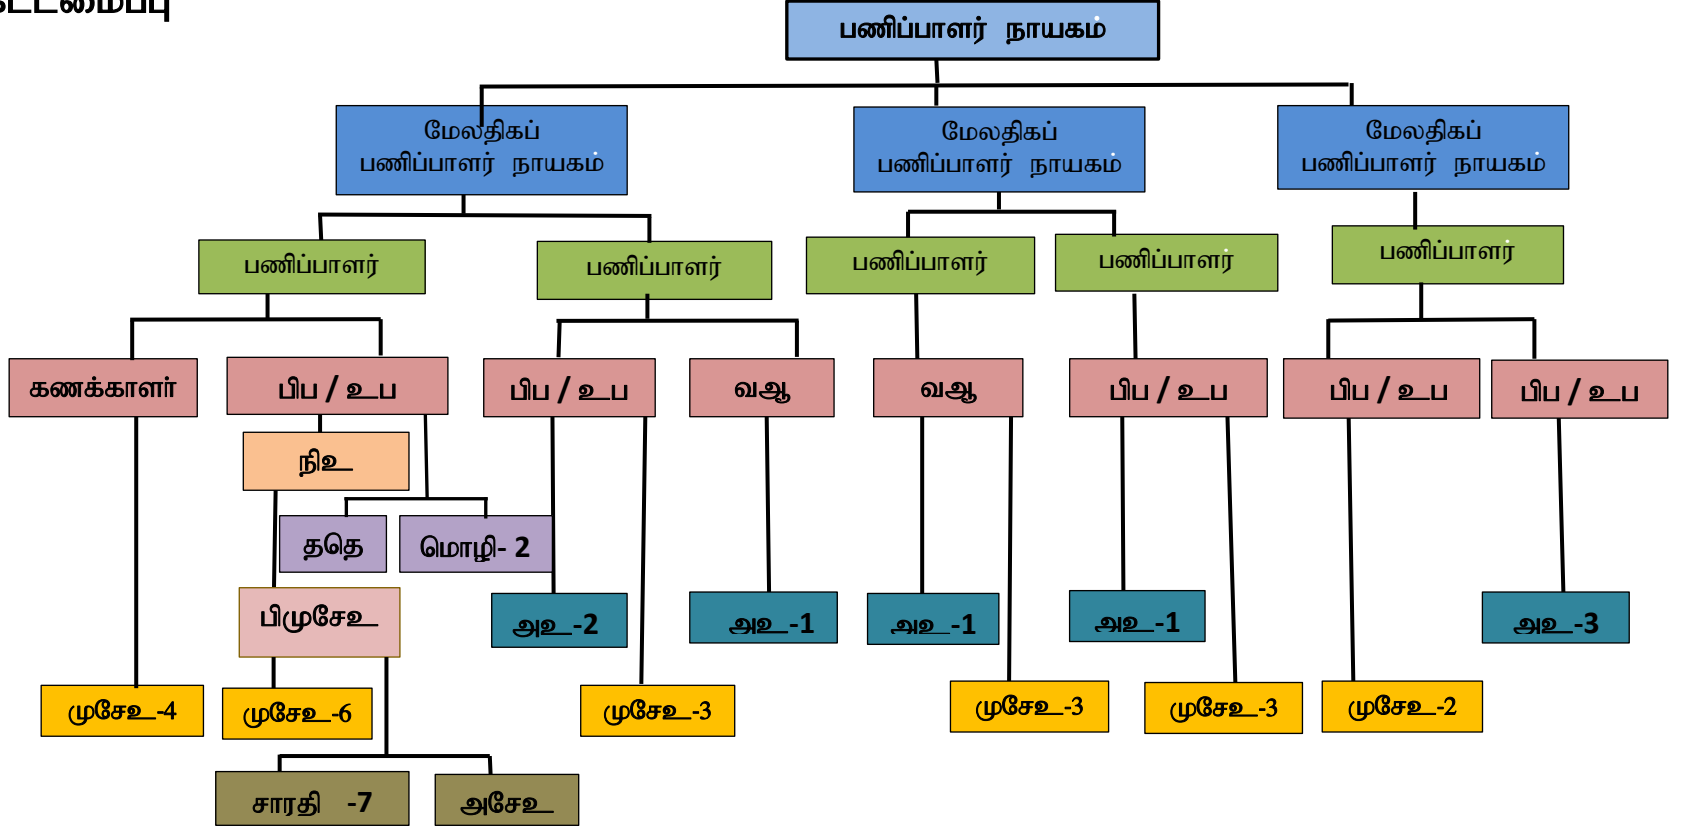 பணிப்பாளர் நாயகம்
மேலதிகப்
பணிப்பாளர் நாயகம்
மேலதிகப்
பணிப்பாளர் நாயகம்
மேலதிகப்
பணிப்பாளர் நாயகம்
பணிப்பாளர்
பணிப்பாளர்
பணிப்பாளர்
பணிப்பாளர்
பணிப்பாளர்
கணக்காளர்
பிப / உப
பிப / உப
வஆ
வஆ
பிப / உப
பிப / உப
பிப / உப
நிஉ
ததெ
மொழி- 2
பிமுசேஉ
அஉ-2
அஉ-1
அஉ-1
அஉ-1
அஉ-3
முசேஉ-4
முசேஉ-6
முசேஉ-3
முசேஉ-3
முசேஉ-3
முசேஉ-2
சாரதி -7
அசேஉ